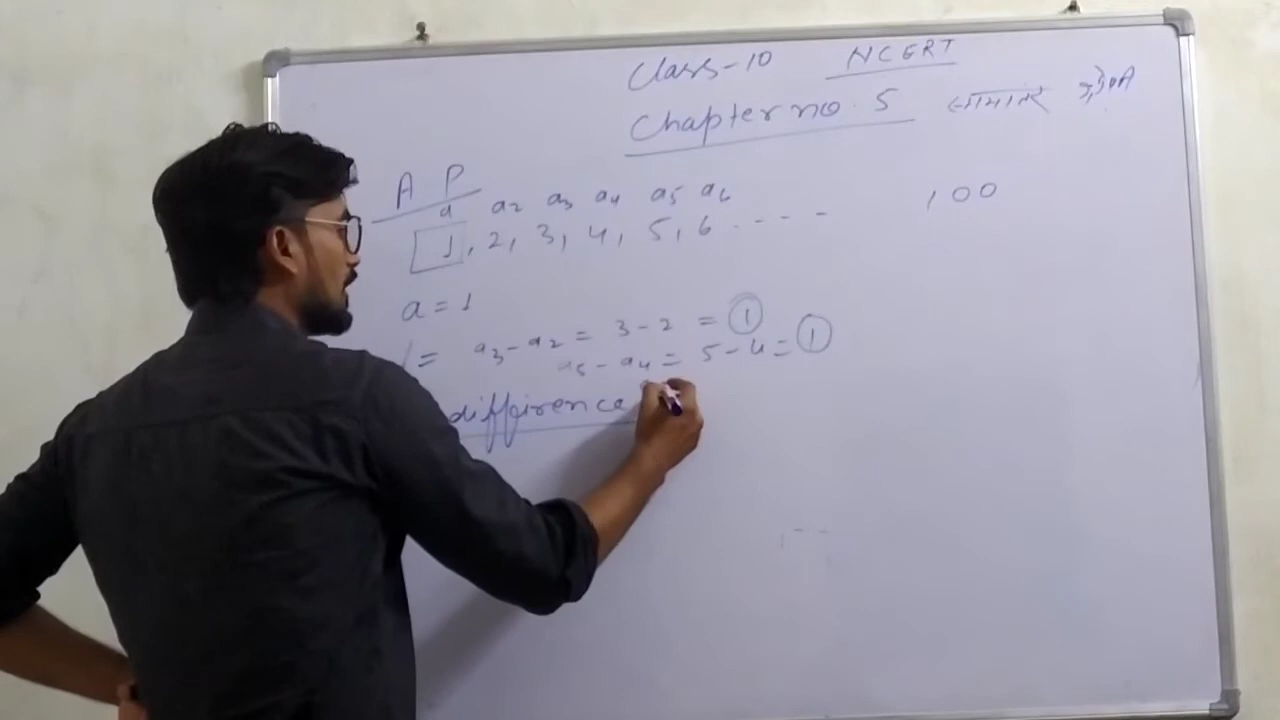 Class-10 NCERT
Chapter no. 5 समान्तर
A P
a a2 a3 a4 a5 a6
1, 2, 3, 4, 5, 6 ---- 100
a = 1
= a3-a2 = 3-2 = 1
a5-a4 = 5-4 = 1
difference